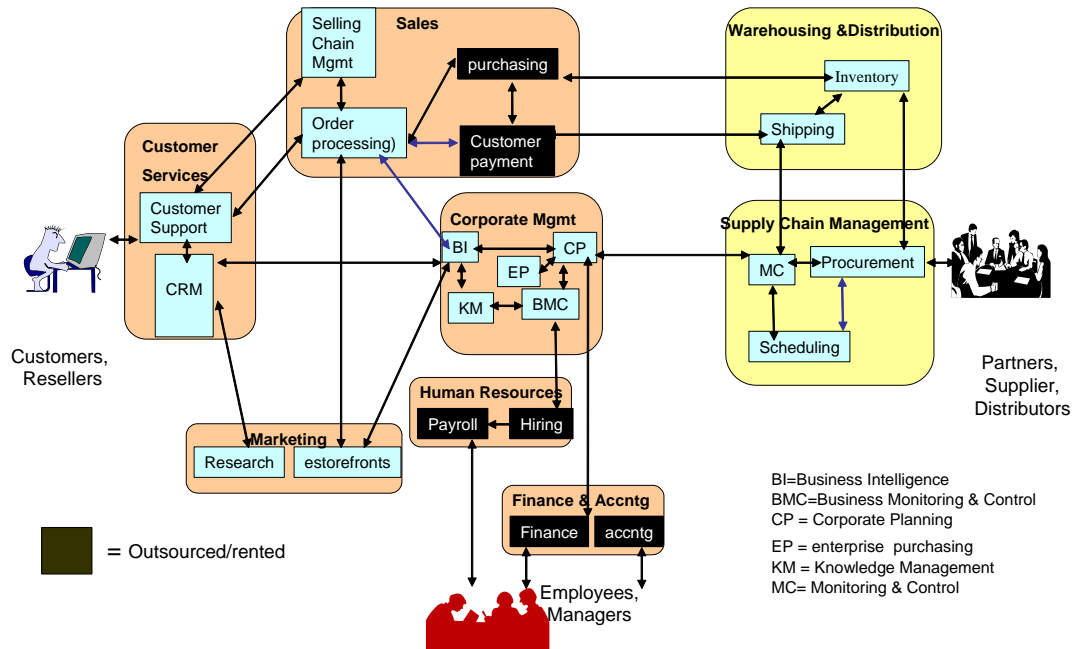 Selling
Chain
Mgmt
Sales
purchasing
Order
processing)
Customer
payment
Warehousing &Distribution
Inventory
Shipping
Customer
Services
Customer
Support
CRM
Customers,
Resellers
Corporate Mgmt
BI
CP
EP
KM
BMC
Supply Chain Management
MC
Procurement
Scheduling
Partners,
Supplier,
Distributors
Human Resources
Payroll
Hiring
Marketing
Research
estorefronts
Finance & Accntg
Finance
accntg
Employees,
Managers
= Outsourced/rented
BI=Business Intelligence
BMC=Business Monitoring & Control
CP = Corporate Planning
EP = enterprise purchasing
KM = Knowledge Management
MC= Monitoring & Control